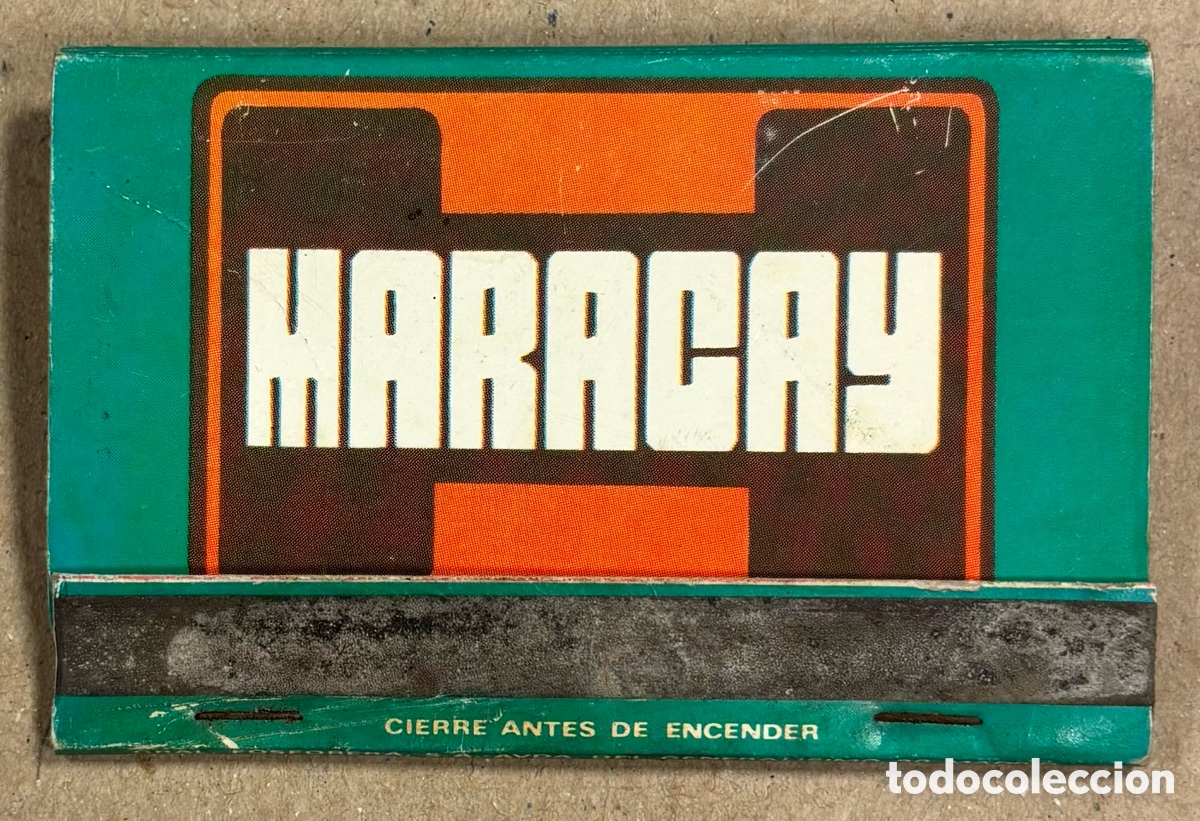 MARACAY
CIERRE ANTES DE ENCENDER
todocoleccion